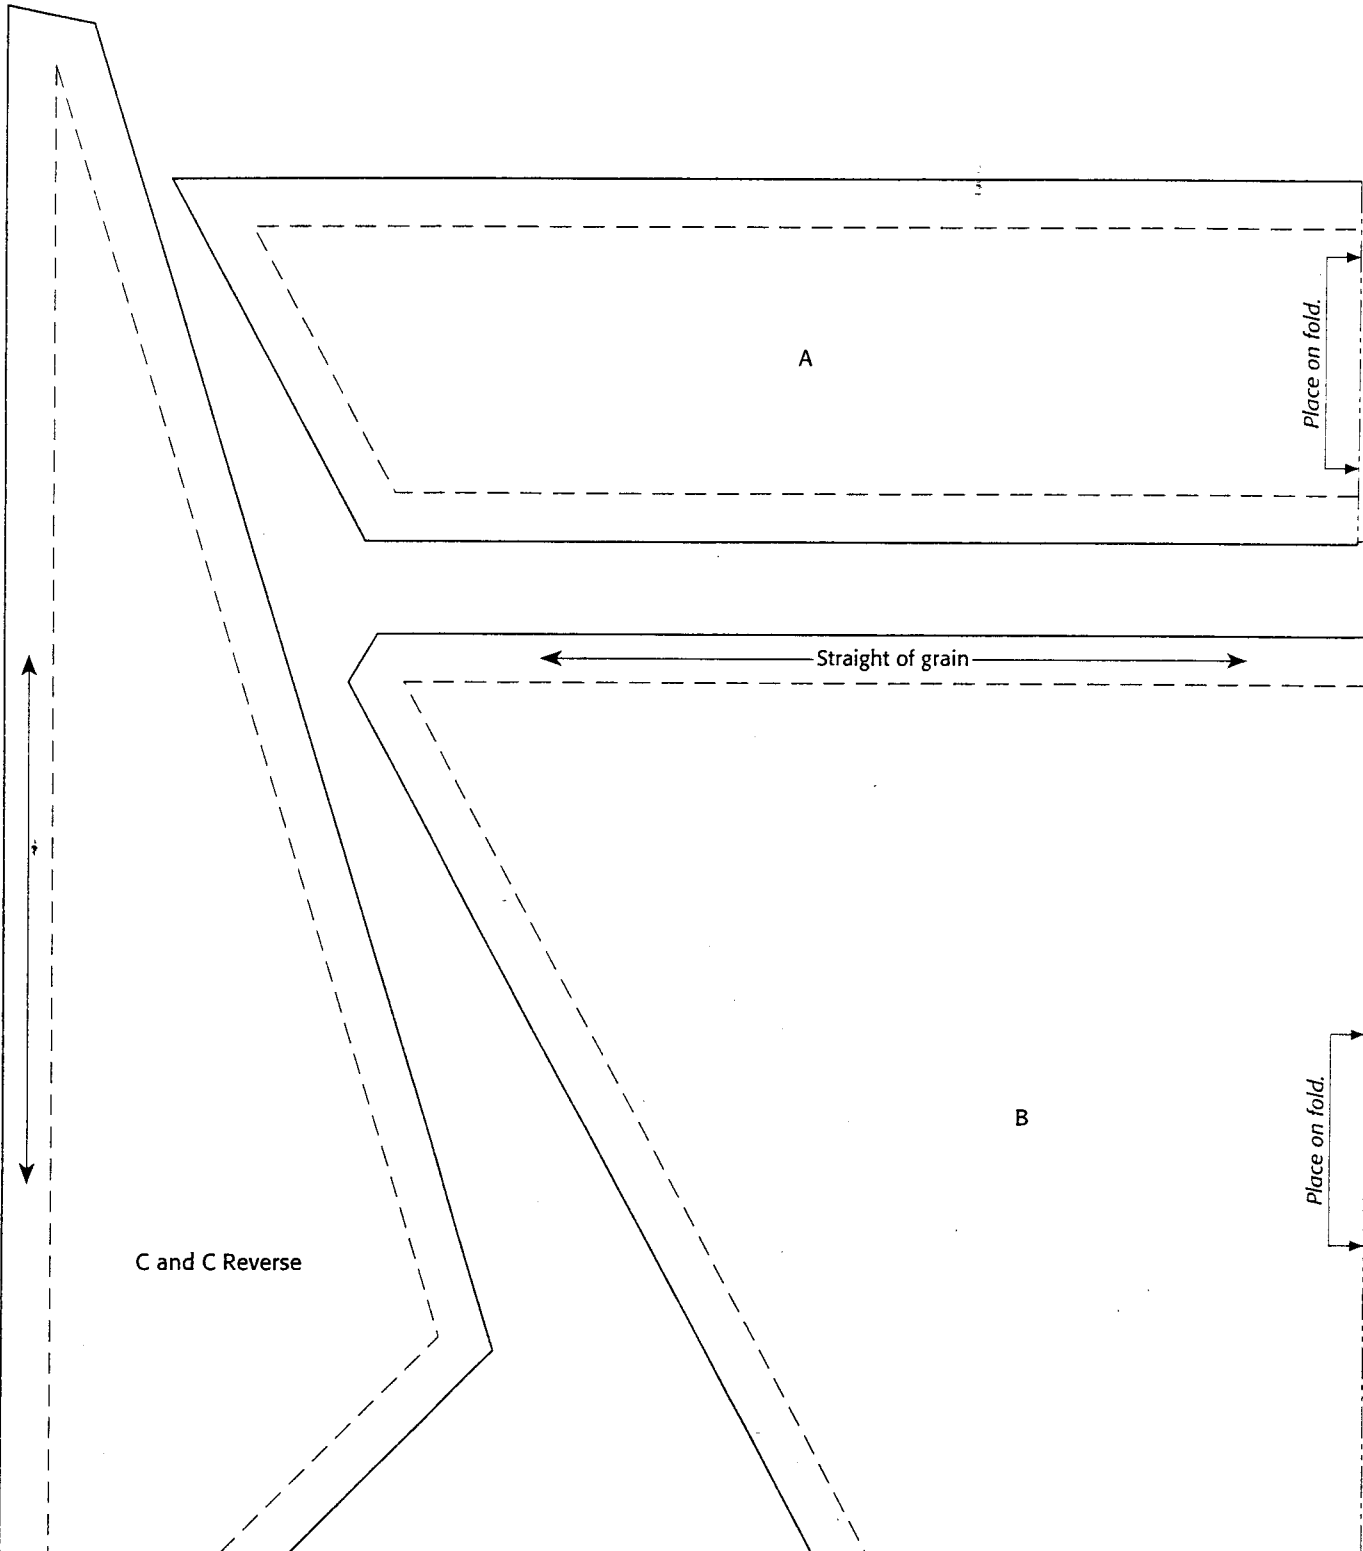 A
Place on fold.
Straight of grain
B
Place on fold.
C and C Reverse